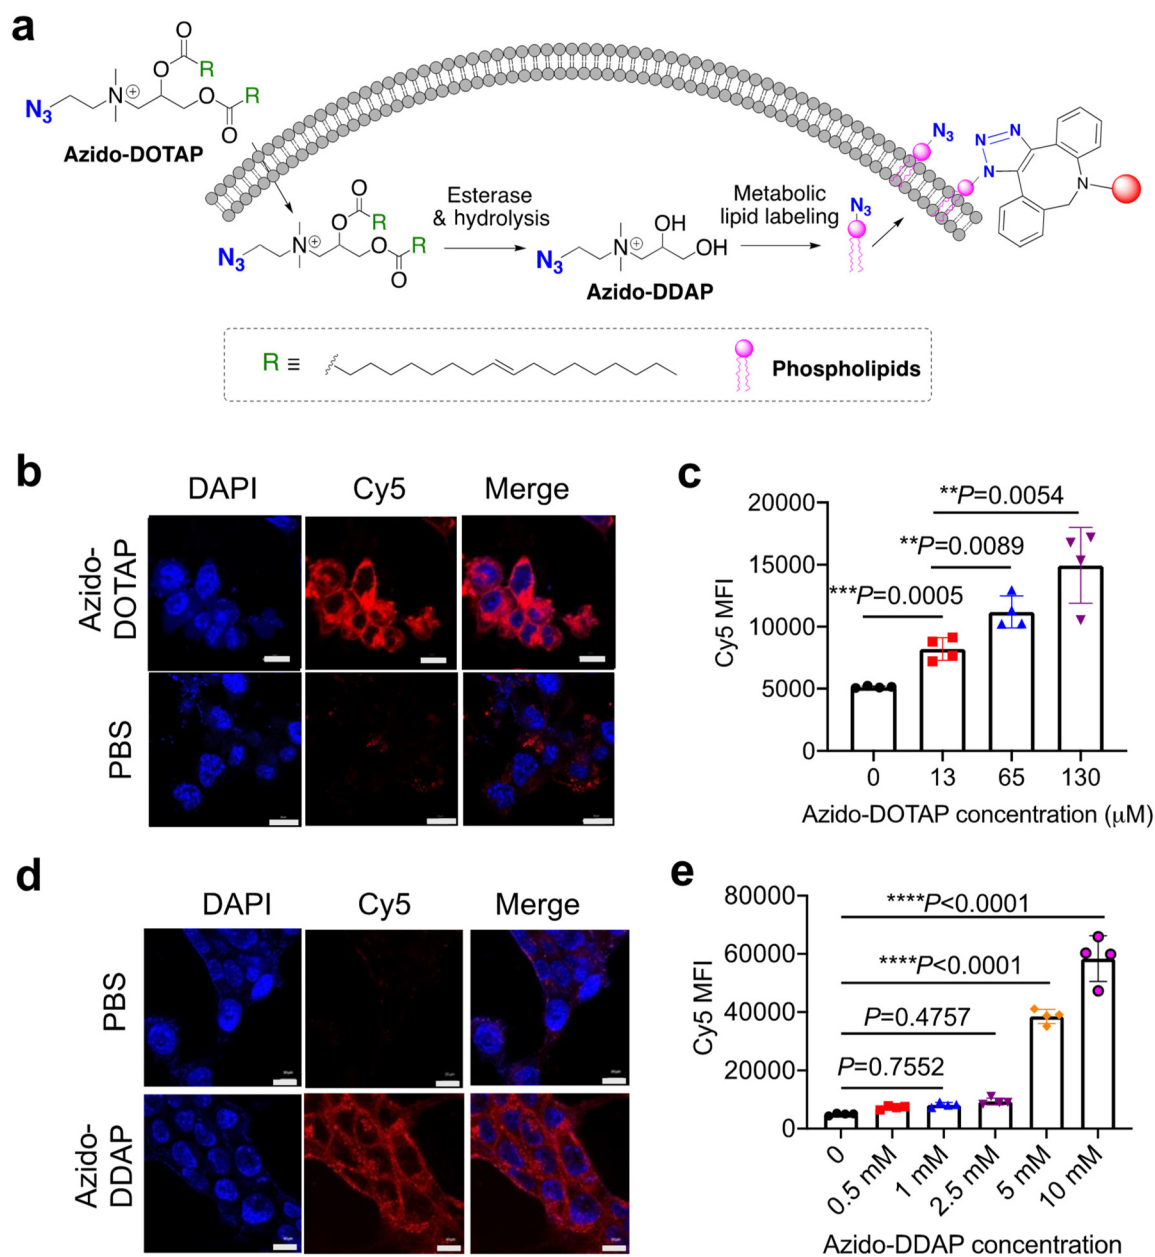 a
O
R
O
O
R
N
⊕
N3
O
Azido-DOTAP
N3
N N
N
N
N3
O
R
O
O
R
N
⊕
N3
O
Esterase
& hydrolysis
OH
OH
N
⊕
N3
Azido-DDAP
Metabolic
lipid labeling
N3
R ≡
Phospholipids
b
DAPI Cy5 Merge
Azido-
DOTAP
PBS
c
20000
15000
10000
5000
0
Cy5 MFI
**P=0.0054
**P=0.0089
***P=0.0005
0 13 65 130
Azido-DOTAP concentration (μM)
d
DAPI Cy5 Merge
PBS
Azido-
DDAP
e
80000
60000
40000
20000
0
Cy5 MFI
****P<0.0001
****P<0.0001
P=0.4757
P=0.7552
0 0.5 mM 1 mM 2.5 mM 5 mM 10 mM
Azido-DDAP concentration